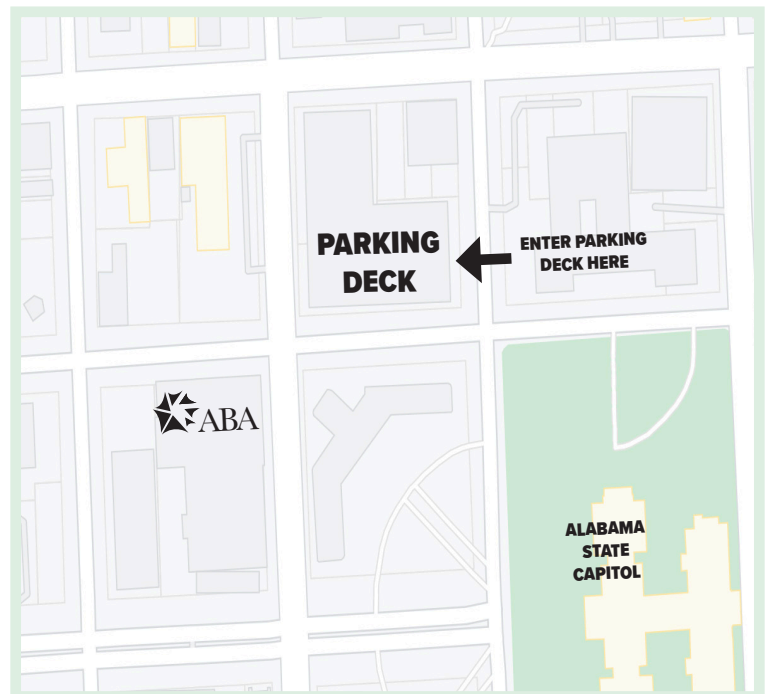 PARKING
DECK
ENTER PARKING
DECK HERE
ABA
ALABAMA
STATE
CAPITOL